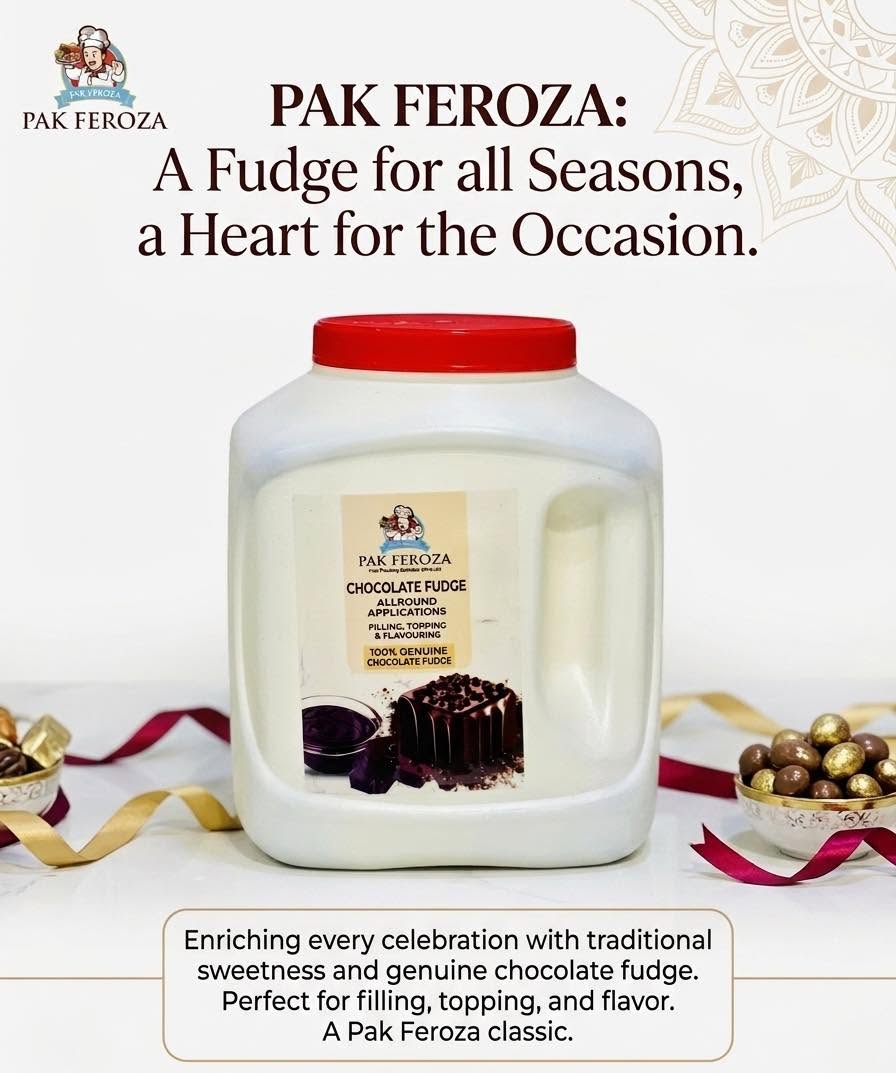 PAK FEROZA
PAK FEROZA:
A Fudge for all Seasons,
a Heart for the Occasion.
PAK FEROZA
CHOCOLATE FUDGE
ALLROUND
APPLICATIONS
PILLING, TOPPING
& FLAVOURING
100% GENUINE
CHOCOLATE FUDCE
Enriching every celebration with traditional
sweetness and genuine chocolate fudge.
Perfect for filling, topping, and flavor.
A Pak Feroza classic.